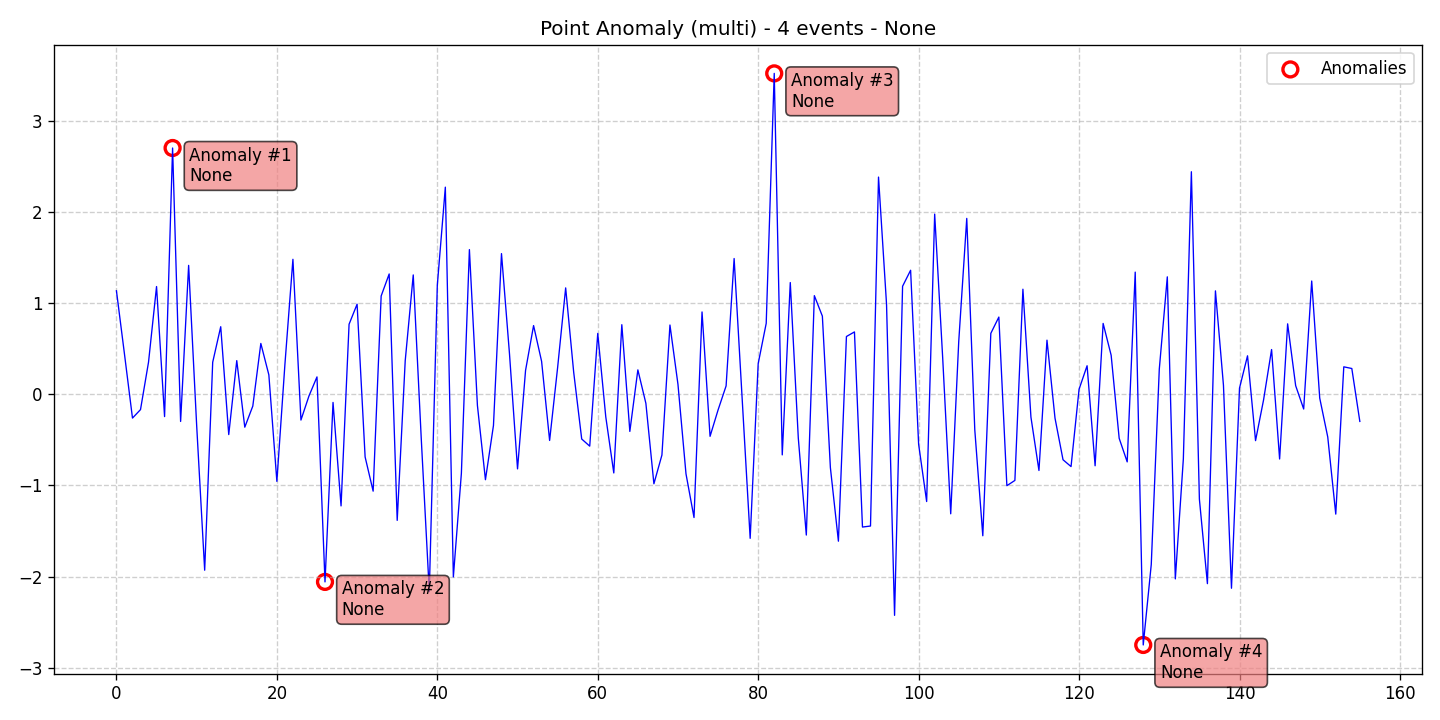 Point Anomaly (multi) - 4 events - None
Anomalies
Anomaly #3
None
Anomaly #1
None
Anomaly #2
None
Anomaly #4
None
3
2
1
0
−1
−2
−3
0 20 40 60 80 100 120 140 160